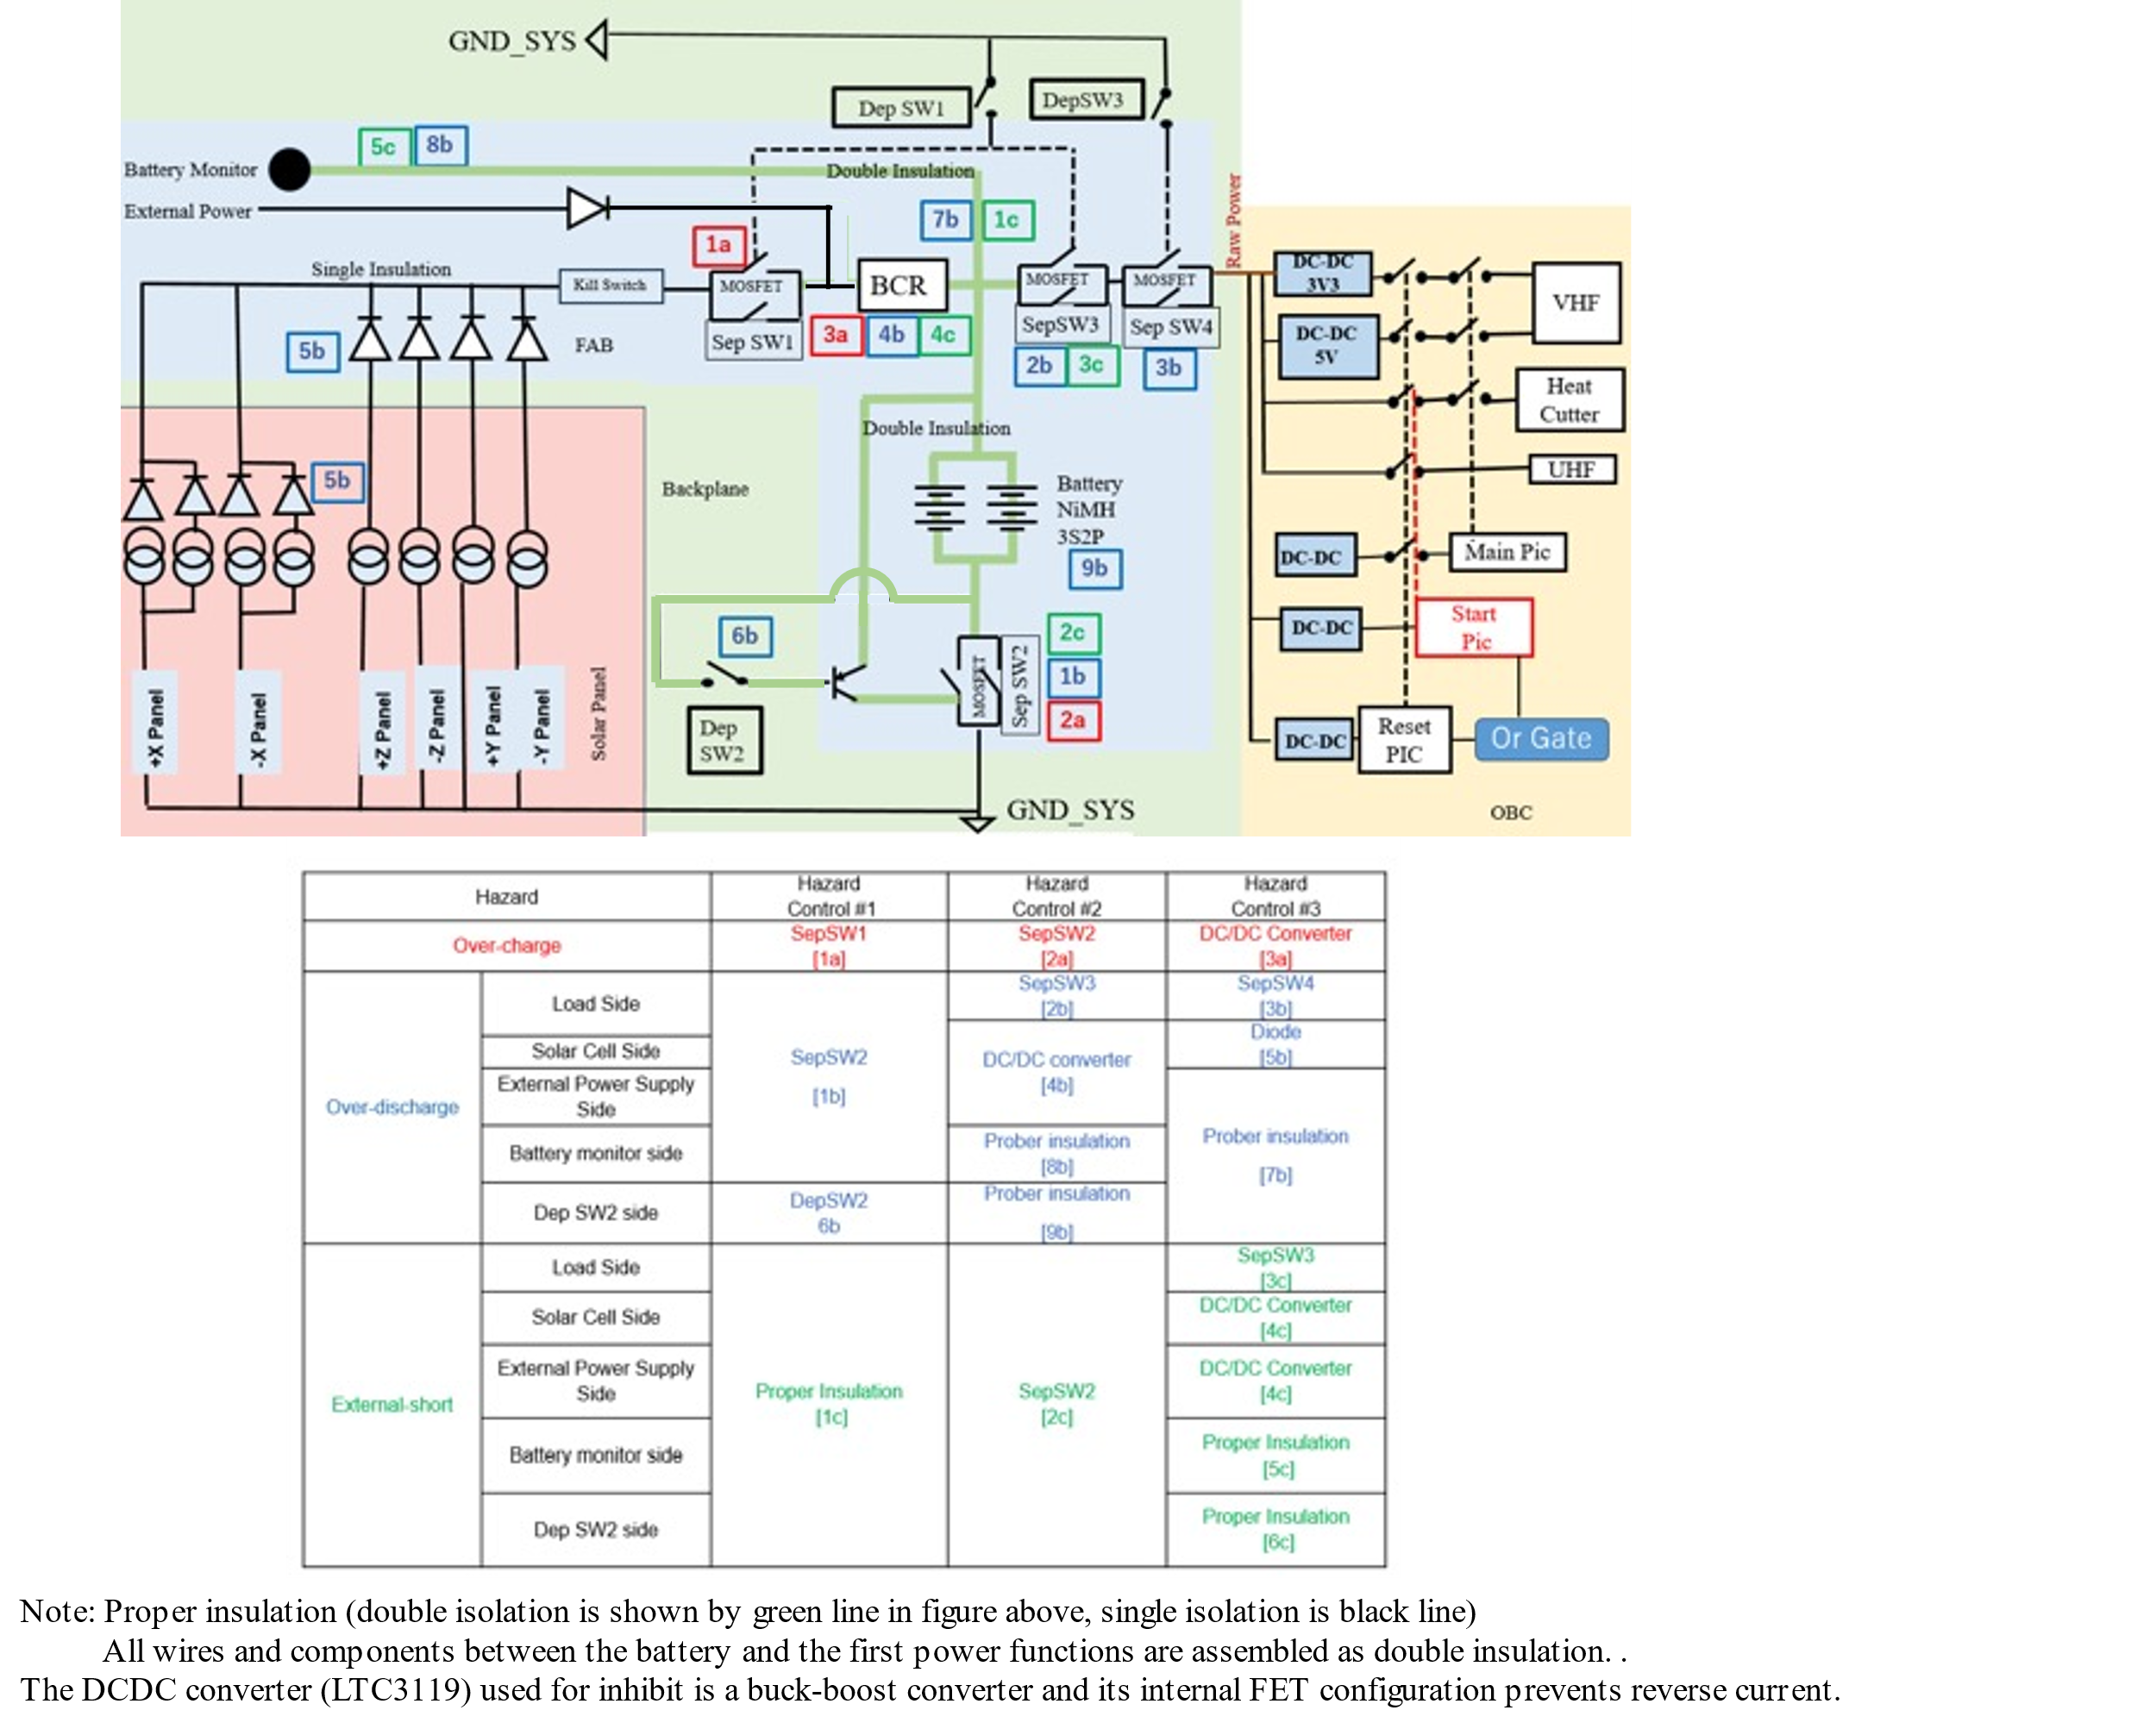 GND_SYS
Dep SW1
DepSW3
5c
8b
Battery Monitor
Double Insulation
External Power
7b
1c
1a
Raw Power
Single Insulation
Kill Switch
MOSFET
BCR
MOSFET
MOSFET
DC-DC
3V3
VHF
Sep SW1
3a
4b
4c
SepSW3
Sep SW4
DC-DC
5V
5b
FAB
2b
3c
3b
Heat
Cutter
Double Insulation
UHF
5b
Backplane
Battery
NiMH
3S2P
9b
DC-DC
Main Pic
6b
2c
1b
2a
MOSFET
Sep SW2
DC-DC
Start
Pic
+X Panel
-X Panel
+Z Panel
-Z Panel
+Y Panel
-Y Panel
Solar Panel
Dep
SW2
DC-DC
Reset
PIC
Or Gate
GND_SYS
OBC
Hazard
Hazard
Control #1
Hazard
Control #2
Hazard
Control #3
Over-charge
SepSW1
[1a]
SepSW2
[2a]
DC/DC Converter
[3a]
Over-discharge
Load Side
SepSW2
[1b]
SepSW3
[2b]
SepSW4
[3b]
Solar Cell Side
DC/DC converter
[4b]
Diode
[5b]
External Power Supply
Side
Prober insulation
[7b]
Battery monitor side
Prober insulation
[8b]
Dep SW2 side
DepSW2
6b
Prober insulation
[9b]
External-short
Load Side
Proper Insulation
[1c]
SepSW2
[2c]
SepSW3
[3c]
Solar Cell Side
DC/DC Converter
[4c]
External Power Supply
Side
DC/DC Converter
[4c]
Battery monitor side
Proper Insulation
[5c]
Dep SW2 side
Proper Insulation
[6c]
Note: Proper insulation (double isolation is shown by green line in figure above, single isolation is black line)
All wires and components between the battery and the first power functions are assembled as double insulation. .
The DCDC converter (LTC3119) used for inhibit is a buck-boost converter and its internal FET configuration prevents reverse current.